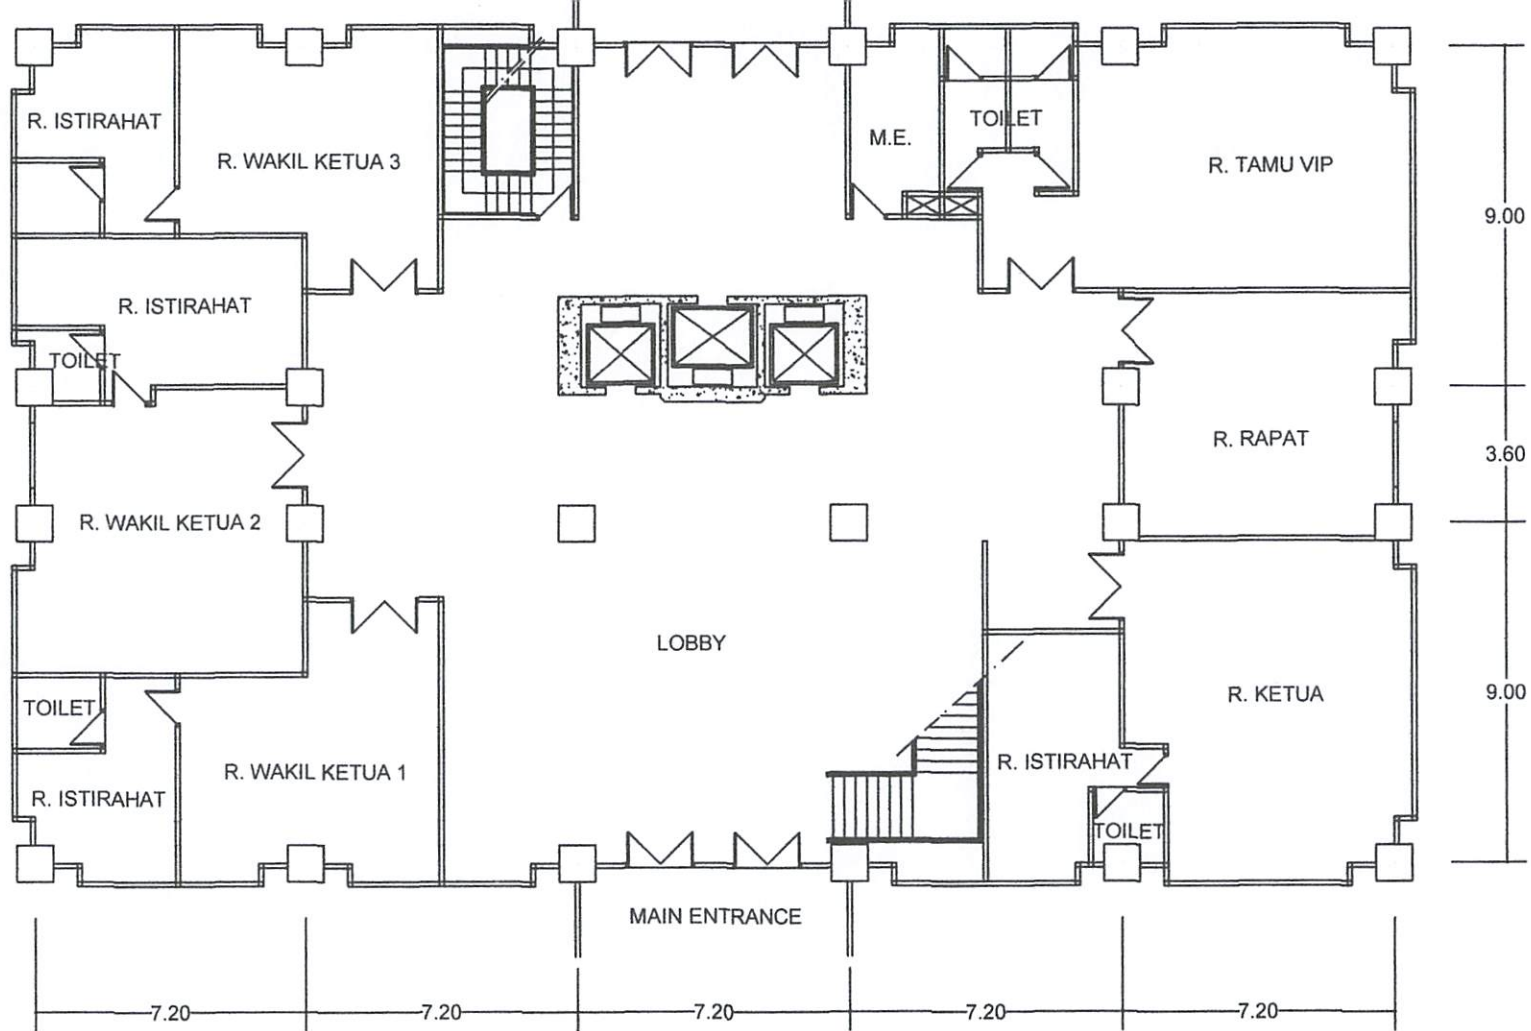 R. ISTIRAHAT
R. WAKIL KETUA 3
M.E.
TOILET
R. TAMU VIP
9.00
R. ISTIRAHAT
TOILET
R. RAPAT
3.60
R. WAKIL KETUA 2
LOBBY
TOILET
R. KETUA
9.00
R. WAKIL KETUA 1
R. ISTIRAHAT
R. ISTIRAHAT
TOILET
MAIN ENTRANCE
7.20
7.20
7.20
7.20
7.20